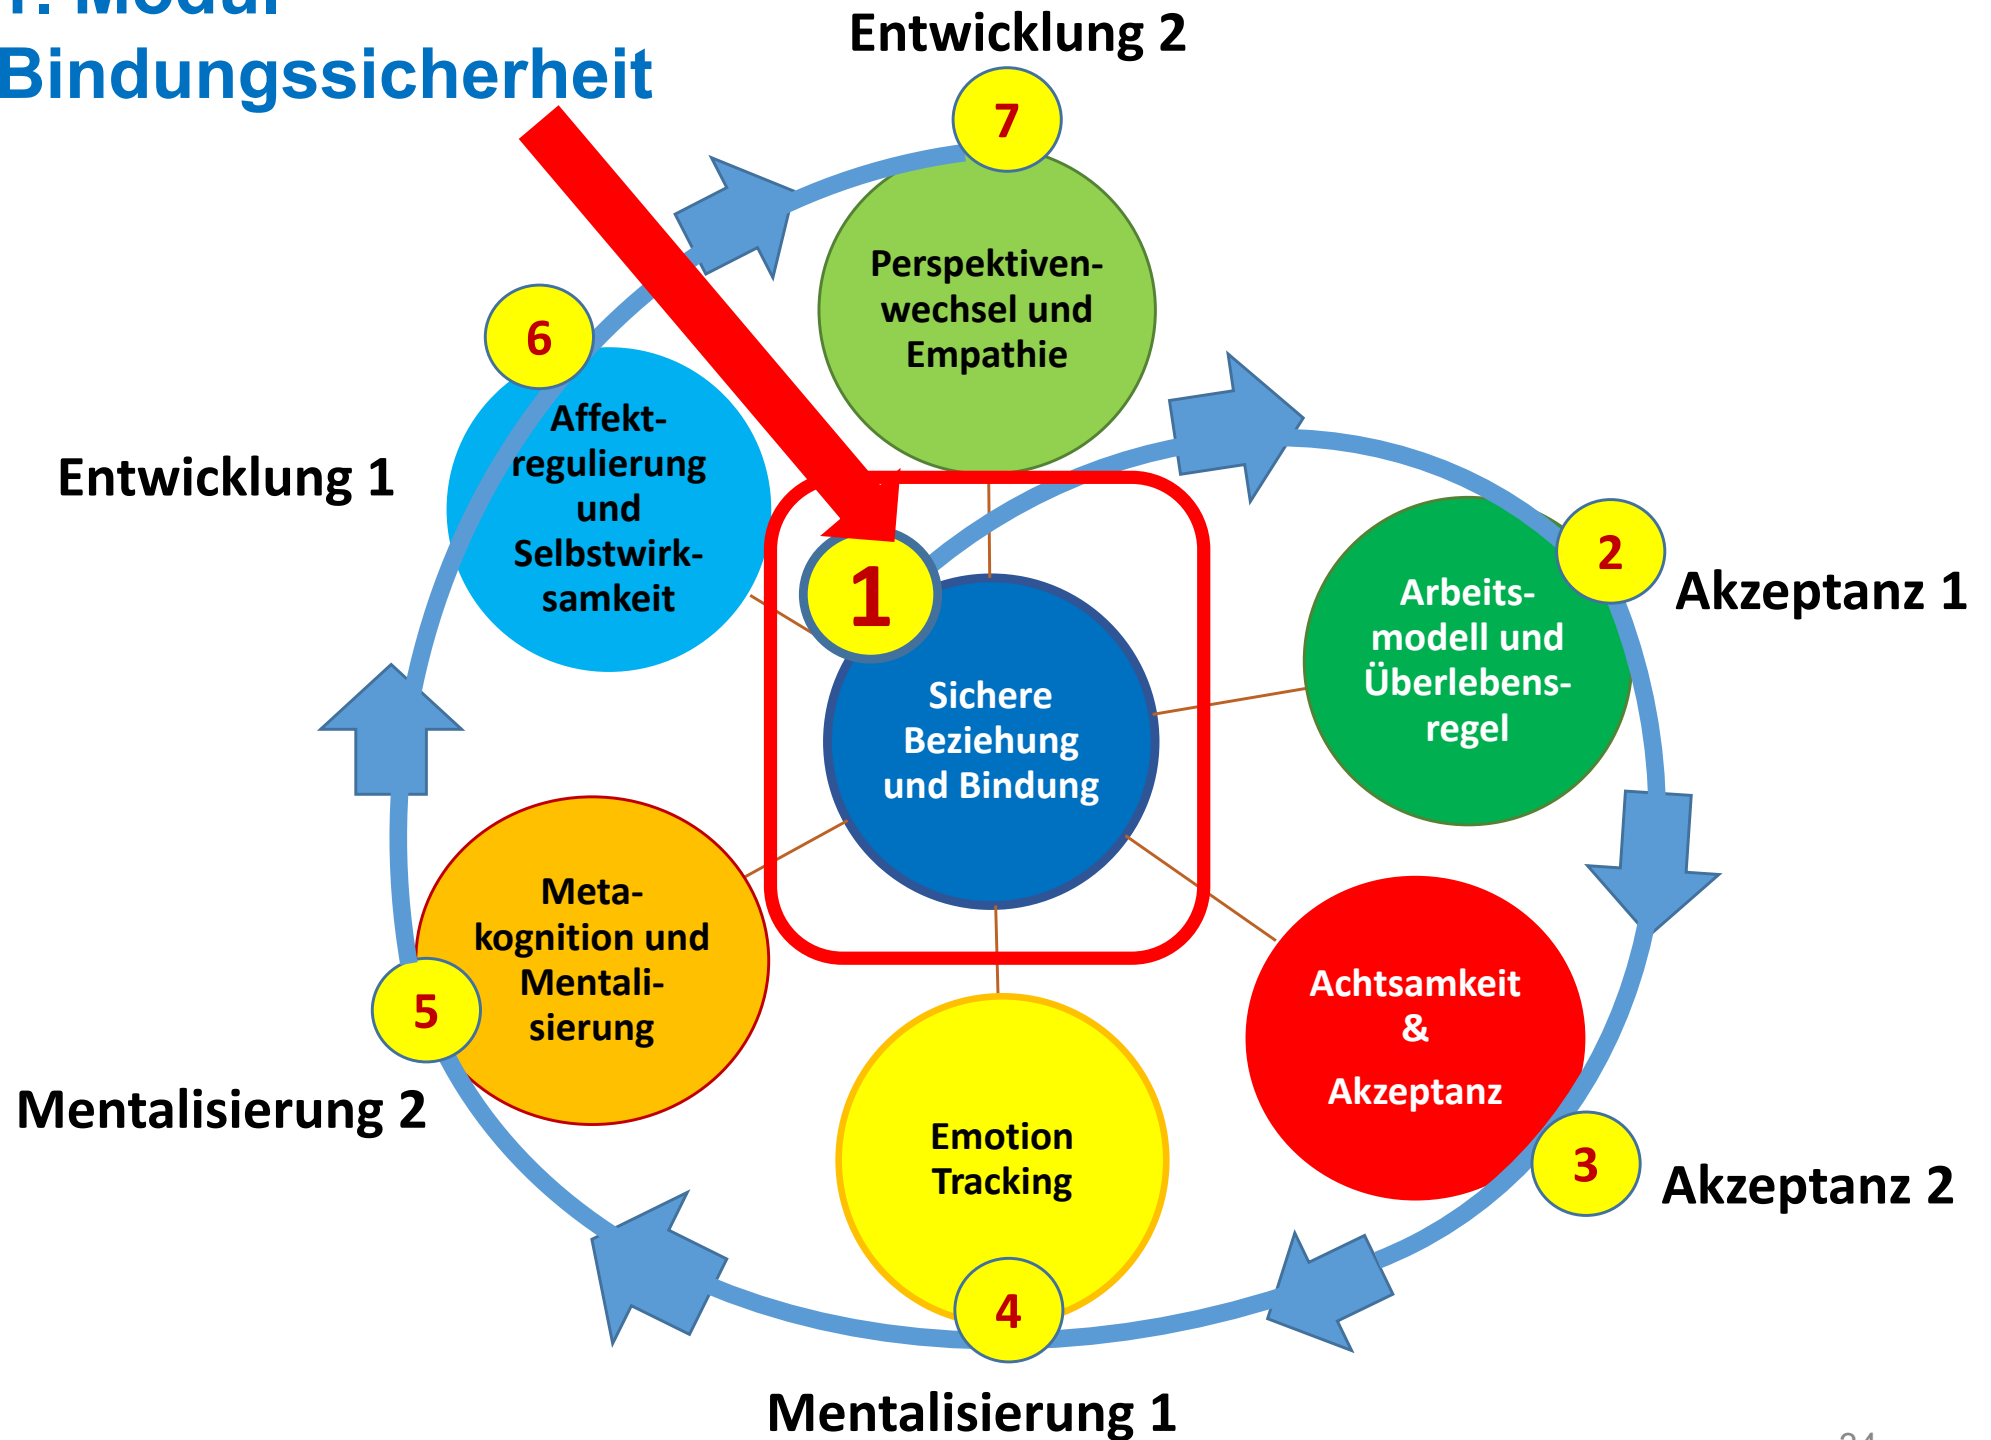 1. Modul
Bindungssicherheit
Entwicklung 2
7
Perspektiven-
wechsel und
Empathie
6
Affekt-
regulierung
und
Selbstwirk-
samkeit
Entwicklung 1
1
Sichere
Beziehung
und Bindung
2
Akzeptanz 1
Arbeits-
modell und
Überlebens-
regel
Achtsamkeit
&
Akzeptanz
3
Akzeptanz 2
Emotion
Tracking
4
Mentalisierung 1
Meta-
kognition und
Mentali-
sierung
5
Mentalisierung 2